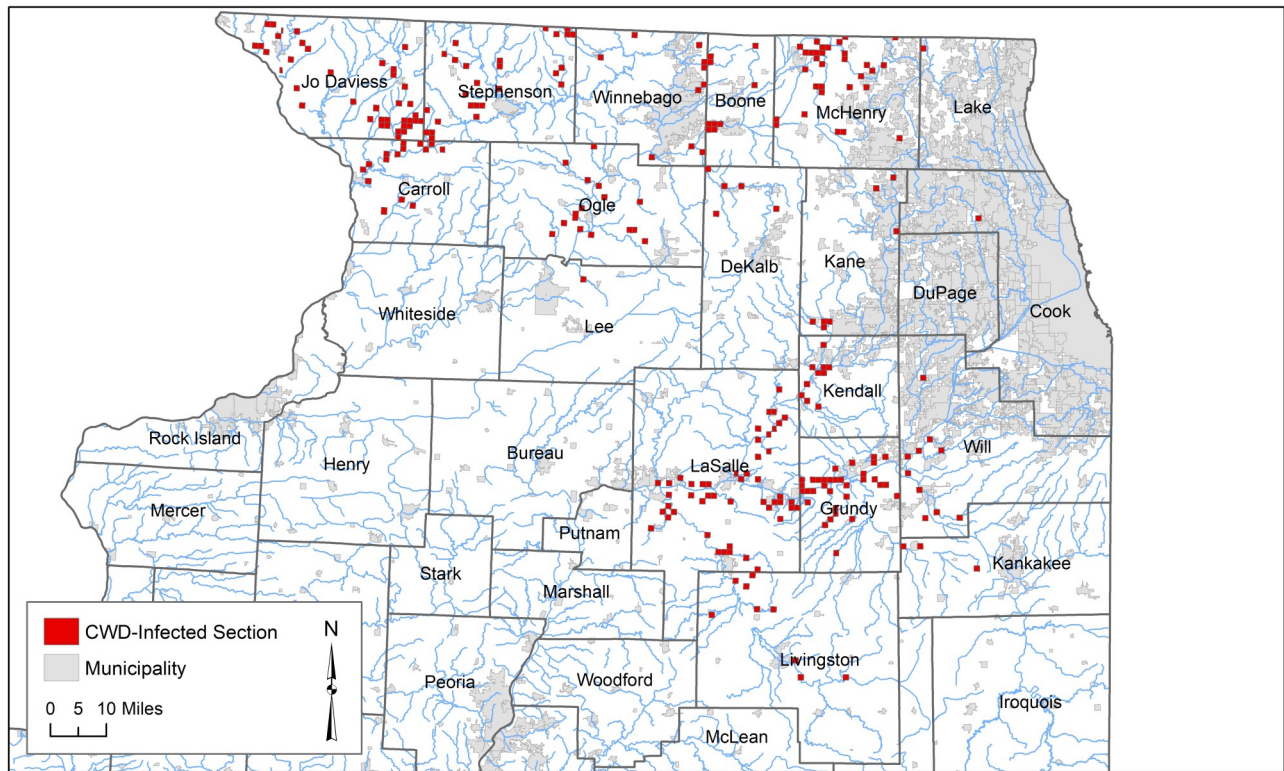 Jo Daviess
Stephenson
Winnebago
Boone
McHenry
Lake
Carroll
Ogle
DeKalb
Kane
DuPage
Cook
Whiteside
Lee
Kendall
Rock Island
Henry
Bureau
LaSalle
Will
Mercer
Putnam
Grundy
Stark
Marshall
Kankakee
CWD-Infected Section
Municipality
0 5 10 Miles
N
Peoria
Woodford
Livingston
Iroquois
McLean